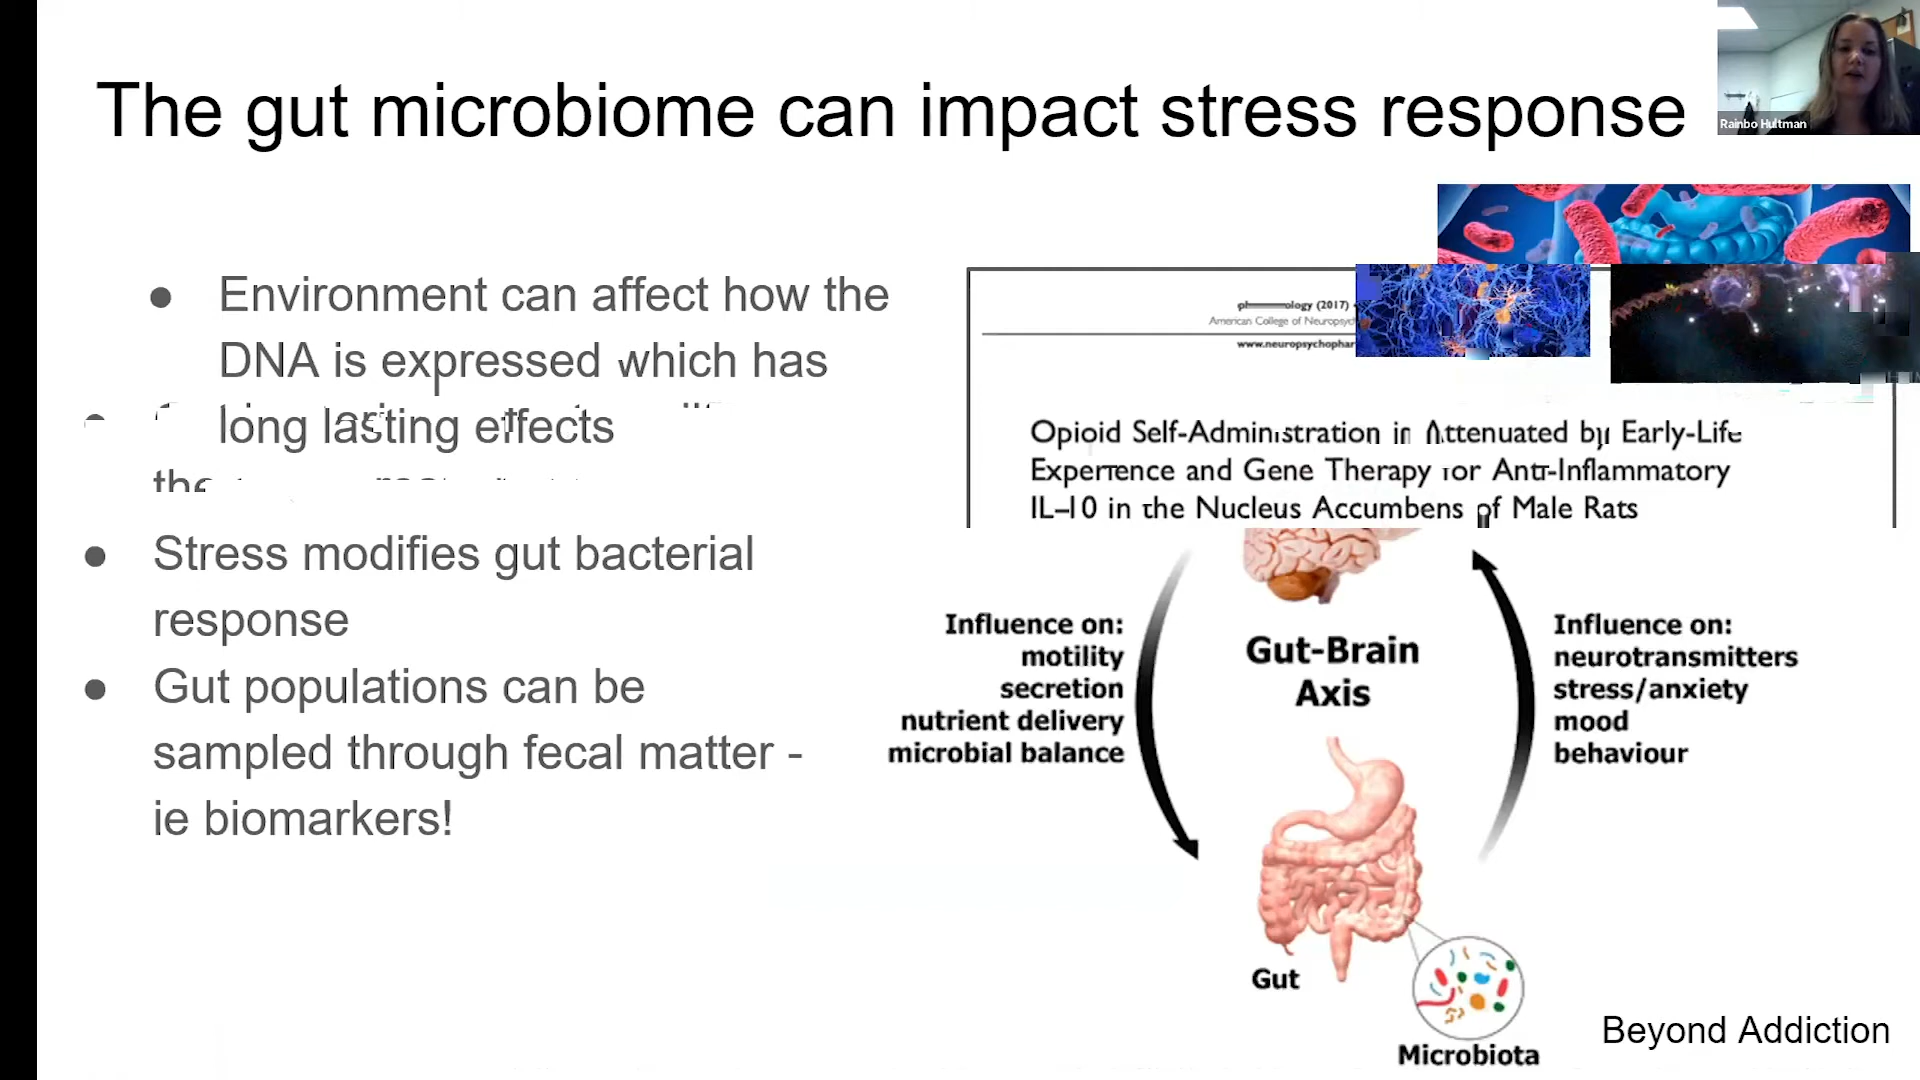 The gut microbiome can impact stress response
Rainbo Hultman
Environment can affect how the
DNA is expressed which has
long lasting effects
the
Stress modifies gut bacterial
response
Gut populations can be
sampled through fecal matter -
ie biomarkers!
ology (2017)
American College of Neuropsych
www.neuropsychophar
Opioid Self-Administration Attenuated by Early-Life
Experience and Gene Therapy for Anti-Inflammatory
IL-10 in the Nucleus Accumbens of Male Rats
Influence on:
motility
secretion
nutrient delivery
microbial balance
Gut-Brain
Axis
Influence on:
neurotransmitters
stress/anxiety
mood
behaviour
Gut
Microbiota
Beyond Addiction